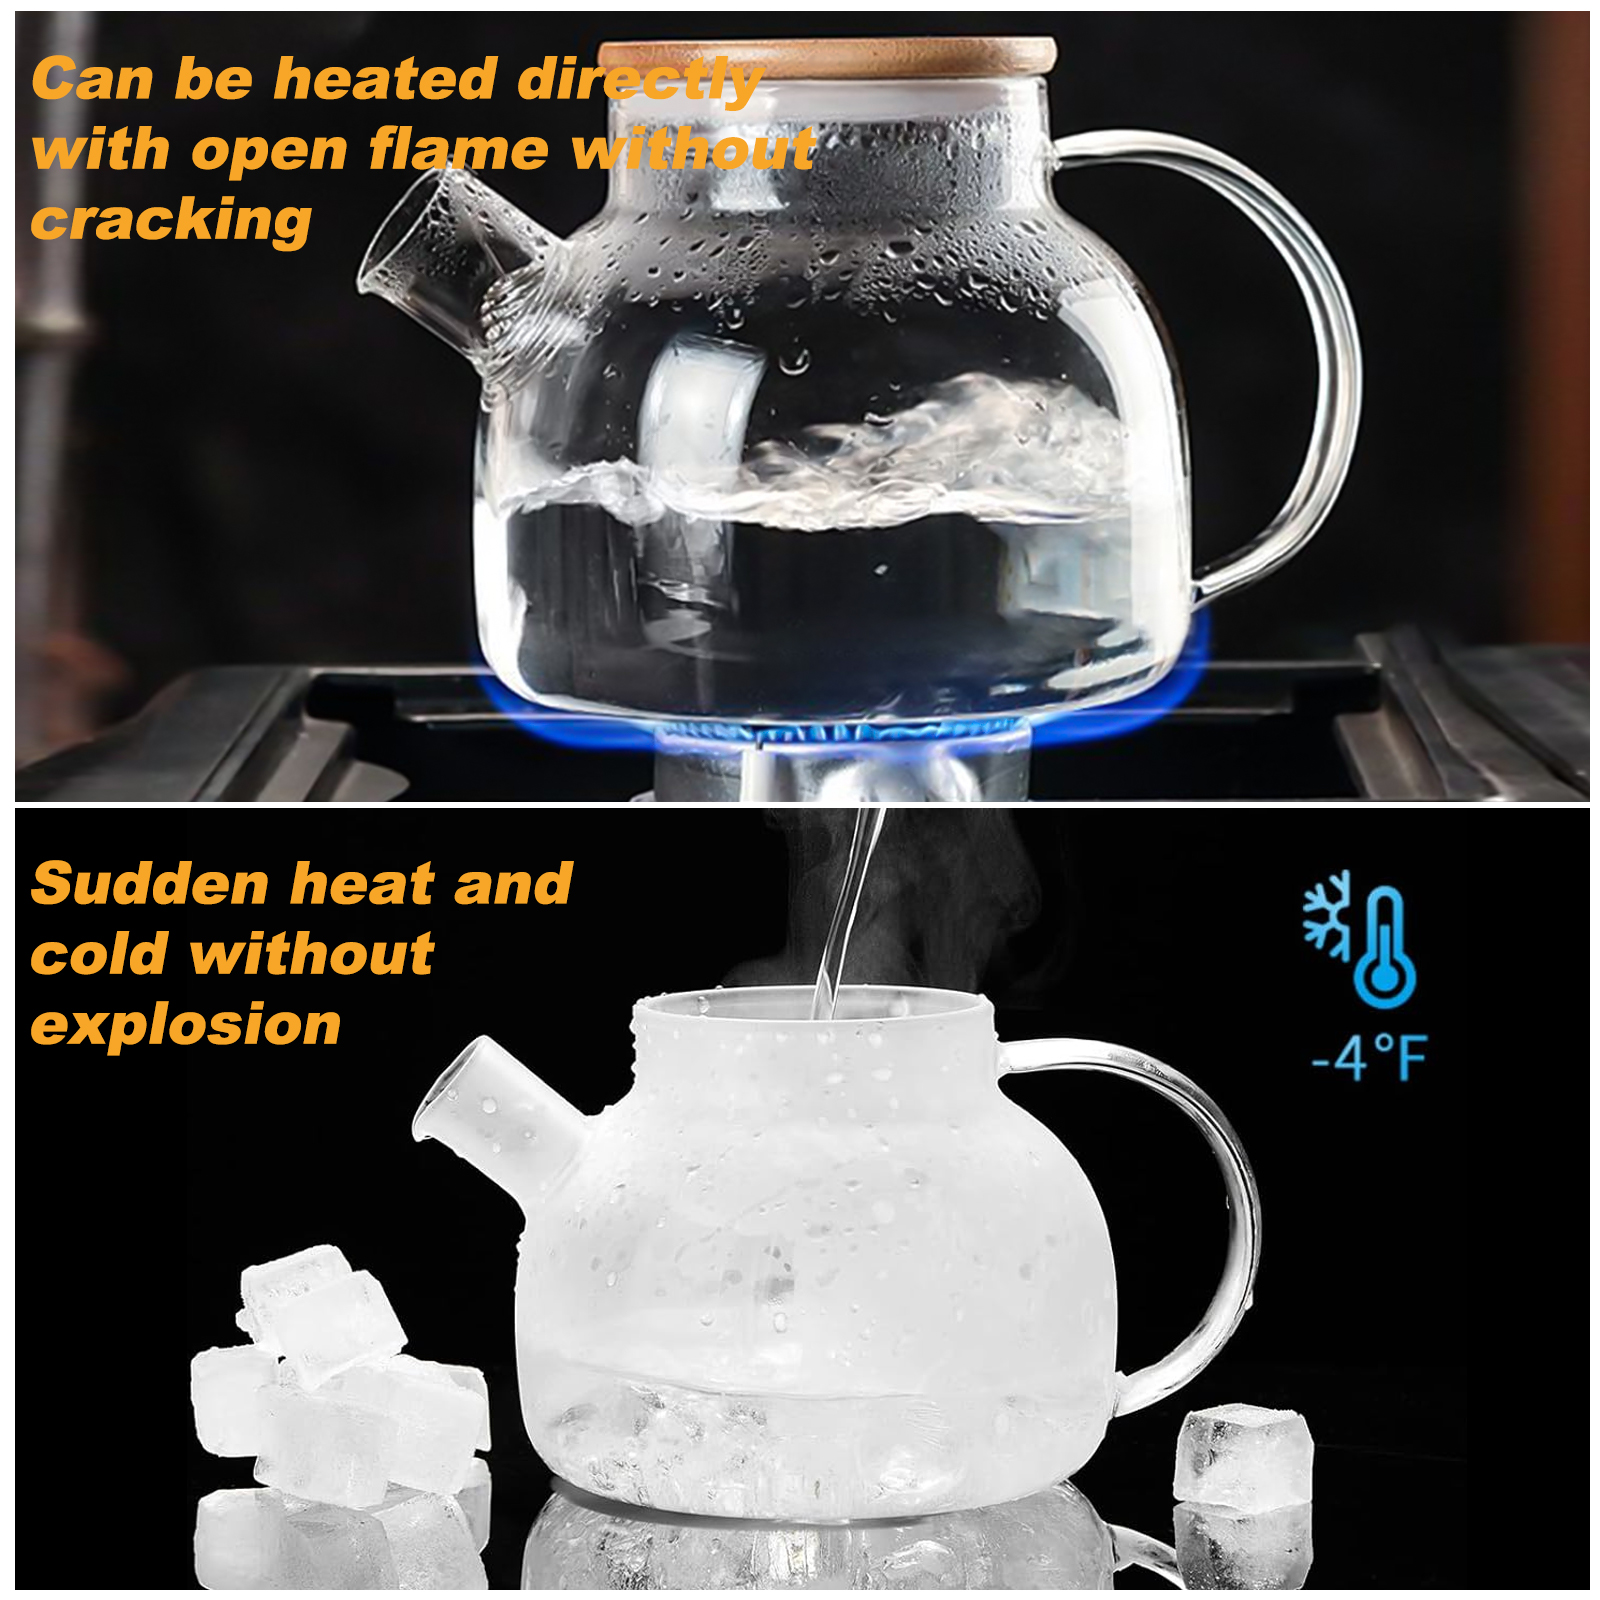 Can be heated directly
with open flame without
cracking
Sudden heat and
cold without
explosion
-4°F